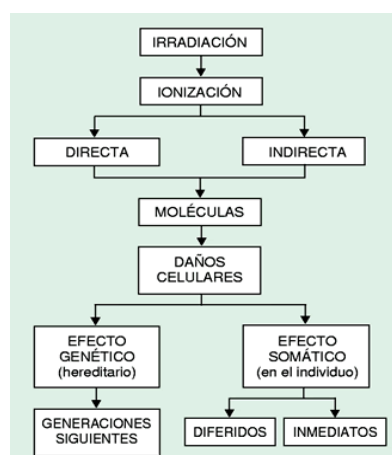 IRRADIACIÓN
IONIZACIÓN
DIRECTA
INDIRECTA
MOLÉCULAS
DAÑOS
CELULARES
EFECTO
GENÉTICO
(hereditario)
EFECTO
SOMÁTICO
(en el individuo)
GENERACIONES
SIGUIENTES
DIFERIDOS
INMEDIATOS